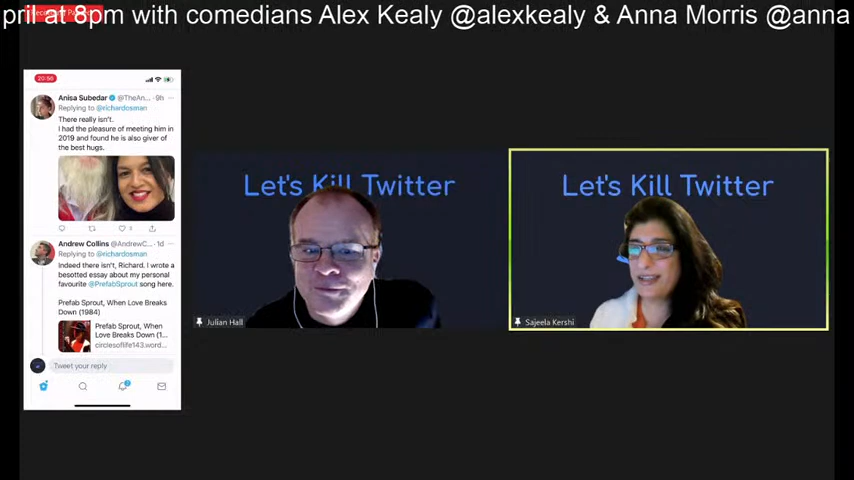 pril at 8pm with comedians Alex Kealy @alexkealy & Anna Morris @anna
20:56
Anisa Subedar @TheAn... · 9h
Replying to @richardosman
There really isn't.
I had the pleasure of meeting him in
2019 and found he is also giver of
the best hugs.
3
Andrew Collins @AndrewC... · 1d
Replying to @richardosman
Indeed there isn't, Richard. I wrote a
besotted essay about my personal
favourite @PrefabSprout song here.
Prefab Sprout, When Love Breaks
Down (1984)
Prefab Sprout, When
Love Breaks Down (1...
circlesoflife143.word...
Tweet your reply
Let's Kill Twitter
Julian Hall
Let's Kill Twitter
Sajeela Kershi